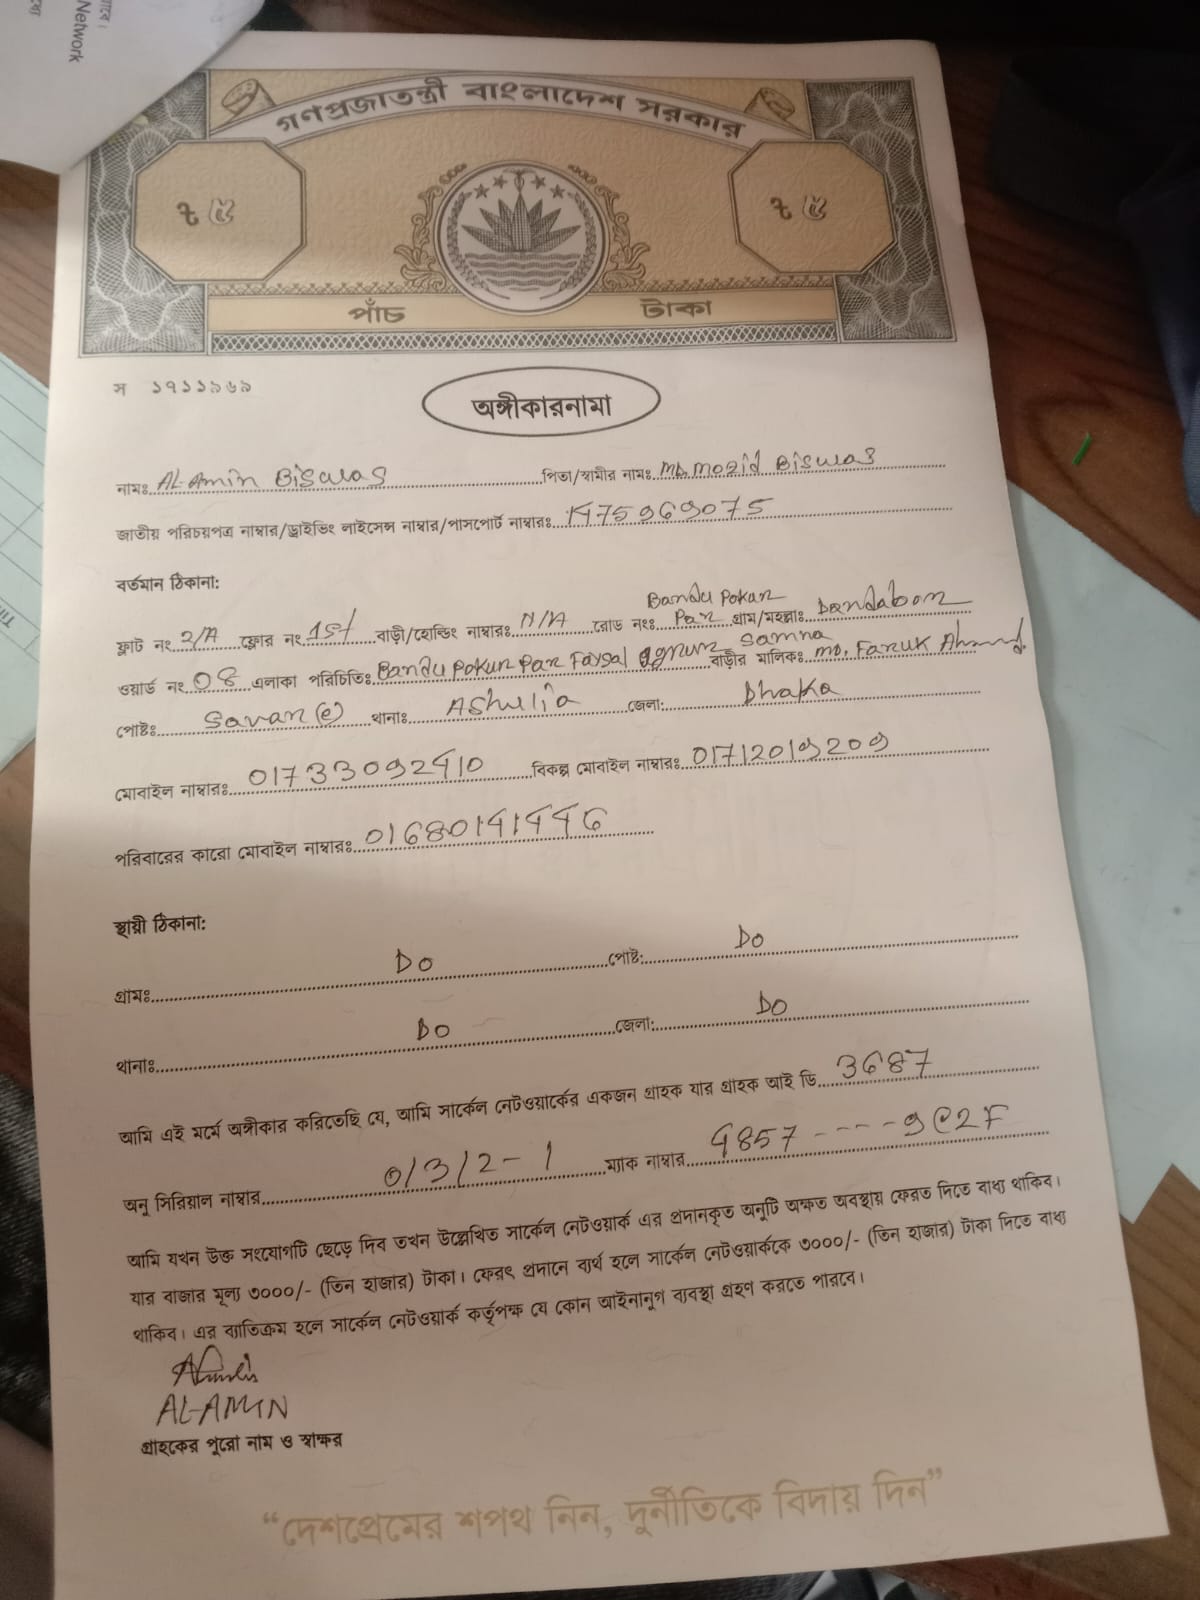 Network
গণপ্রজাতন্ত্রী বাংলাদেশ সরকার
৳ ৫ ৳ ৫
পাঁচ টাকা
স ১৭১১৯৬৯
অঙ্গীকারনামা
নামঃ AL-Amin Biswas পিতা/স্বামীর নামঃ Md. Mozid Biswas
জাতীয় পরিচয়পত্র নাম্বার/ড্রাইভিং লাইসেন্স নাম্বার/পাসপোর্ট নাম্বারঃ 1475969075
বর্তমান ঠিকানা:
ফ্লাট নং 2/A ফ্লোর নং 1st বাড়ী/হোল্ডিং নাম্বারঃ N/A রোড নংঃ Bandu Pokur Par গ্রাম/মহল্লাঃ Dendabor
ওয়ার্ড নং 08 এলাকা পরিচিতিঃ Bandu Pokur Par Faysal বাড়ীর মালিকঃ Md. Faruk Ahmed
পোষ্টঃ Savar থানাঃ Ashulia জেলা: Dhaka
মোবাইল নাম্বারঃ 01733092410 বিকল্প মোবাইল নাম্বারঃ 01712019209
পরিবারের কারো মোবাইল নাম্বারঃ 01680141446
স্থায়ী ঠিকানা:
গ্রামঃ Do পোষ্ট: Do
থানাঃ Do জেলা: Do
আমি এই মর্মে অঙ্গীকার করিতেছি যে, আমি সার্কেল নেটওয়ার্কের একজন গ্রাহক যার গ্রাহক আই ডি 3687
অনু সিরিয়াল নাম্বার 0/3/2-1 ম্যাক নাম্বার 4857 ----9C2F
আমি যখন উক্ত সংযোগটি ছেড়ে দিব তখন উল্লেখিত সার্কেল নেটওয়ার্ক এর প্রদানকৃত অনুটি অক্ষত অবস্থায় ফেরত দিতে বাধ্য থাকিব।
যার বাজার মূল্য ৩০০০/- (তিন হাজার) টাকা। ফেরৎ প্রদানে ব্যর্থ হলে সার্কেল নেটওয়ার্ককে ৩০০০/- (তিন হাজার) টাকা দিতে বাধ্য
থাকিব। এর ব্যাতিক্রম হলে সার্কেল নেটওয়ার্ক কর্তৃপক্ষ যে কোন আইনানুগ ব্যবস্থা গ্রহণ করতে পারবে।
AL-AMIN
গ্রাহকের পুরো নাম ও স্বাক্ষর
“দেশপ্রেমের শপথ নিন, দুর্নীতিকে বিদায় দিন”